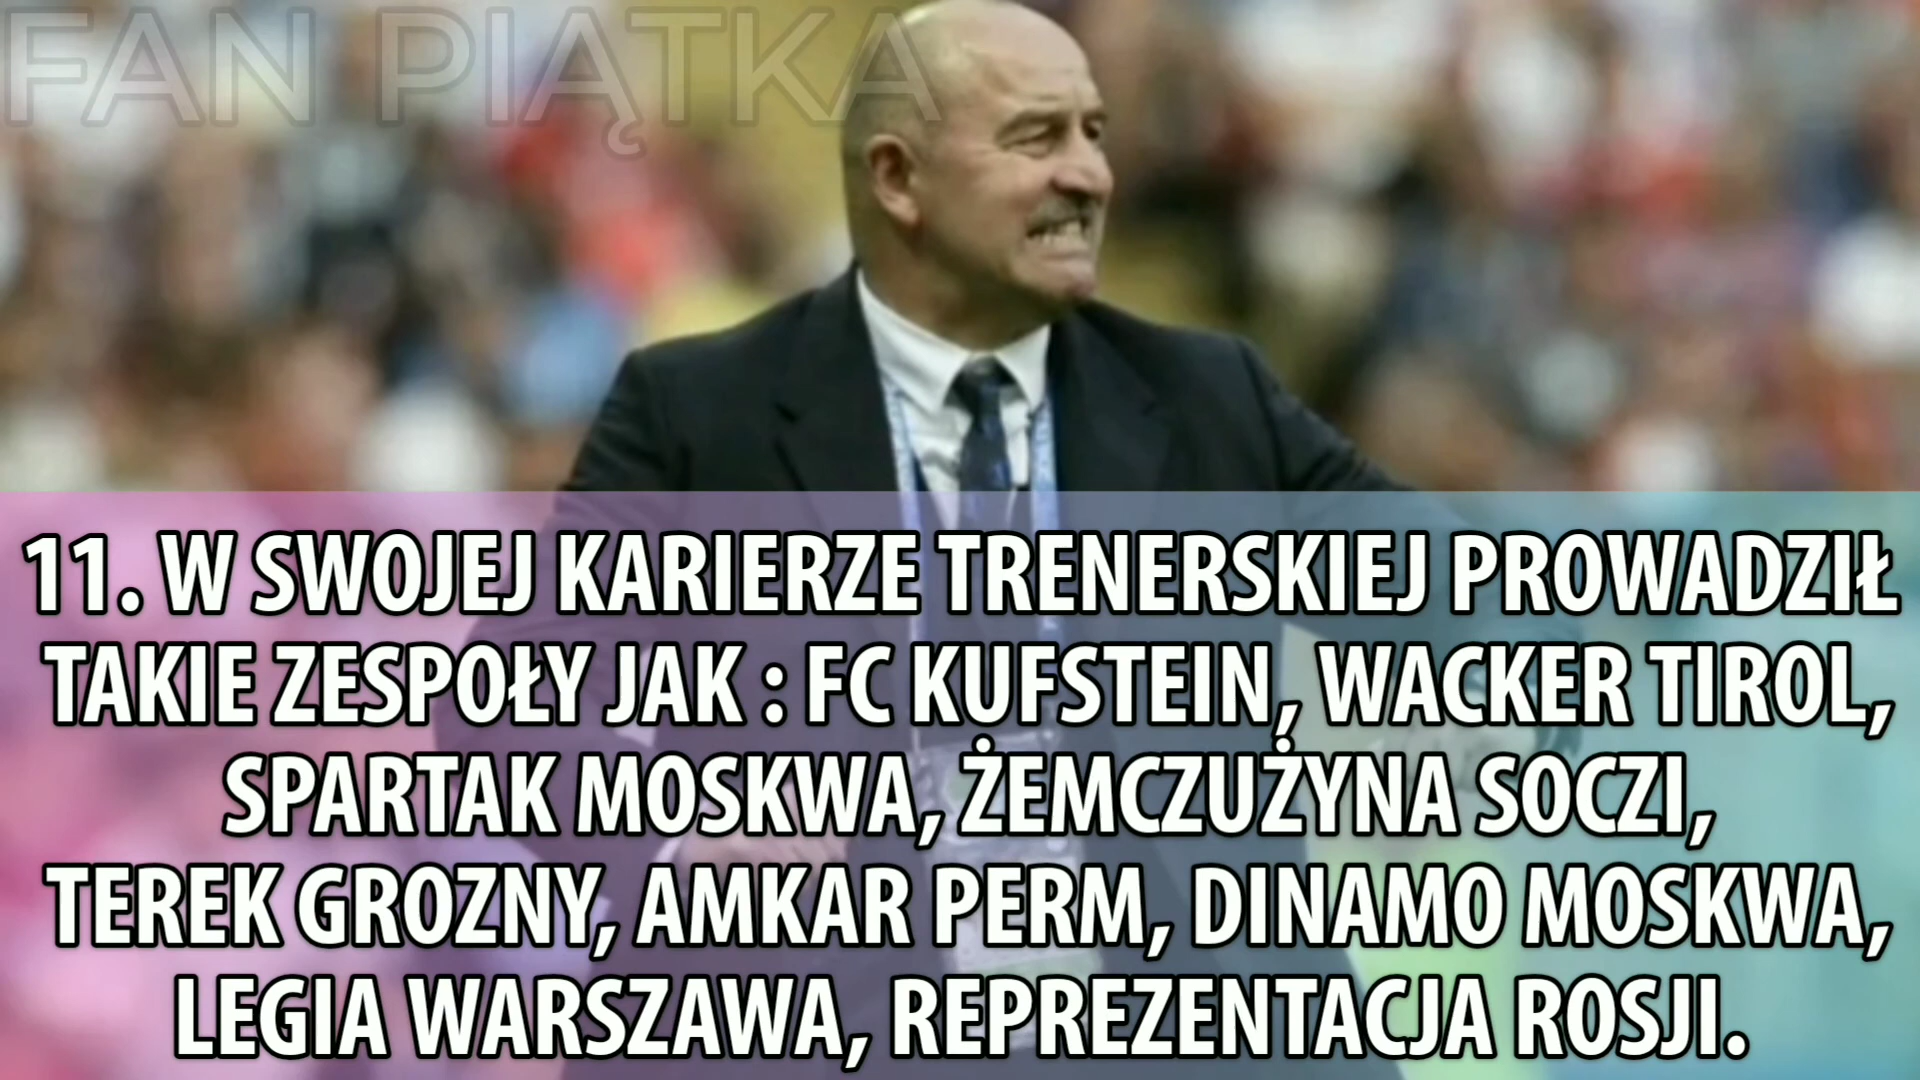 FAN PIĄTKA
11. W SWOJEJ KARIERZE TRENERSKIEJ PROWADZIŁ
TAKIE ZESPOŁY JAK : FC KUFSTEIN, WACKER TIROL,
SPARTAK MOSKWA, ŻEMCZUŻYNA SOCZI,
TEREK GROZNY, AMKAR PERM, DINAMO MOSKWA,
LEGIA WARSZAWA, REPREZENTACJA ROSJI.